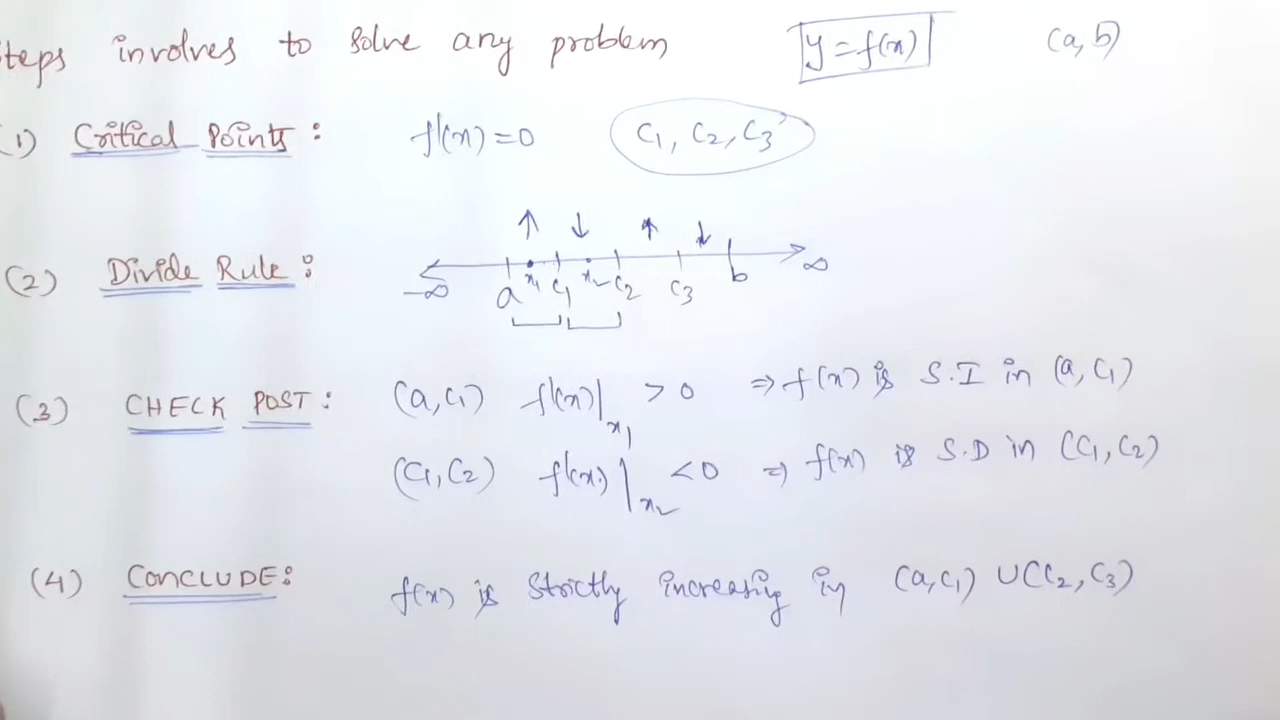 Steps involves to solve any problem y = f(x) (a, b)
(1) Critical Points : f'(x) = 0 C1, C2, C3
(2) Divide Rule : -∞ a x1 C1 x2 C2 C3 b ∞
(3) CHECK POST : (a, C1) f'(x)|x1 > 0 ⇒ f(x) is S.I in (a, C1)
(C1, C2) f'(x)|x2 < 0 ⇒ f(x) is S.D in (C1, C2)
(4) CONCLUDE : f(x) is strictly increasing in (a, C1) U (C2, C3)